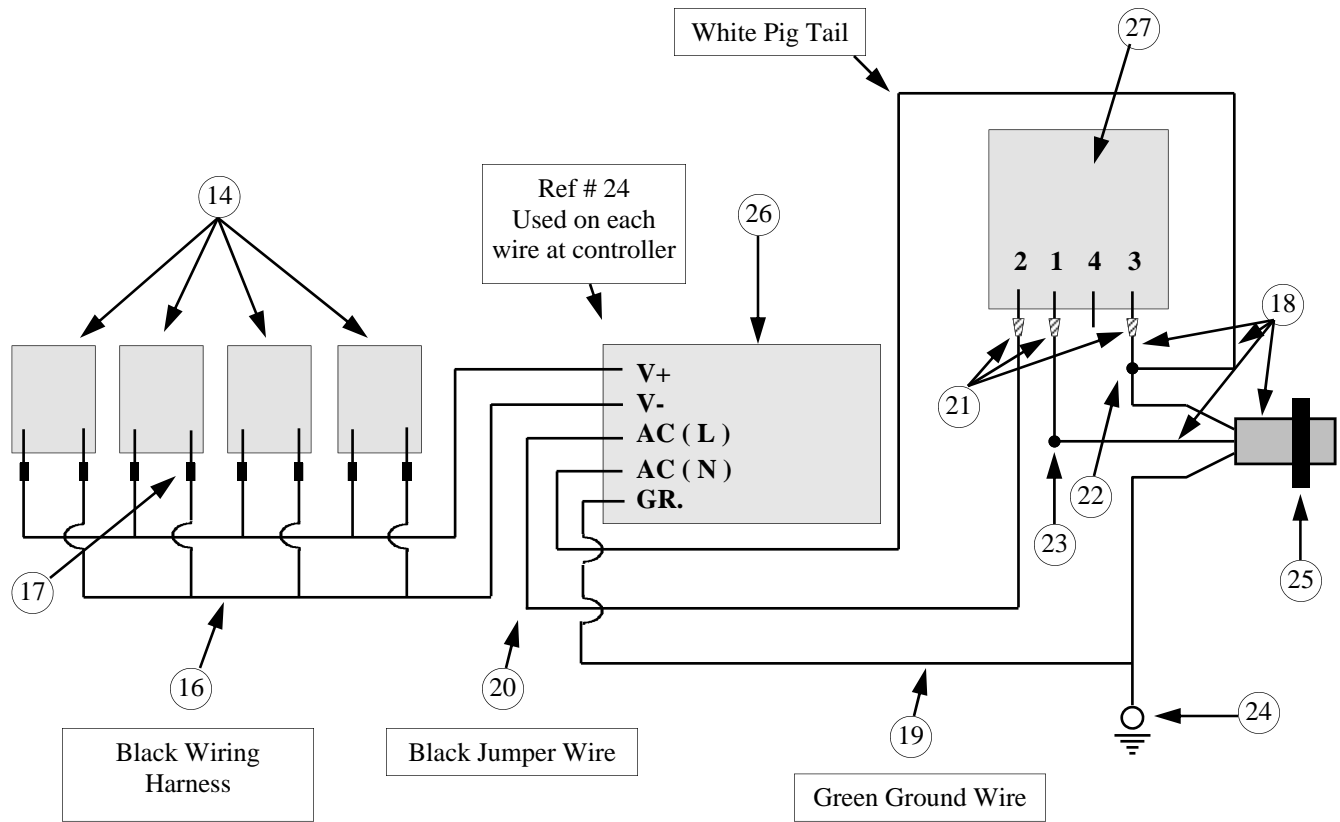 White Pig Tail
27
14
Ref # 24
Used on each
wire at controller
26
2 1 4 3
18
21
V+
V-
AC ( L )
AC ( N )
GR.
22
23
25
17
16
20
19
24
Black Wiring
Harness
Black Jumper Wire
Green Ground Wire